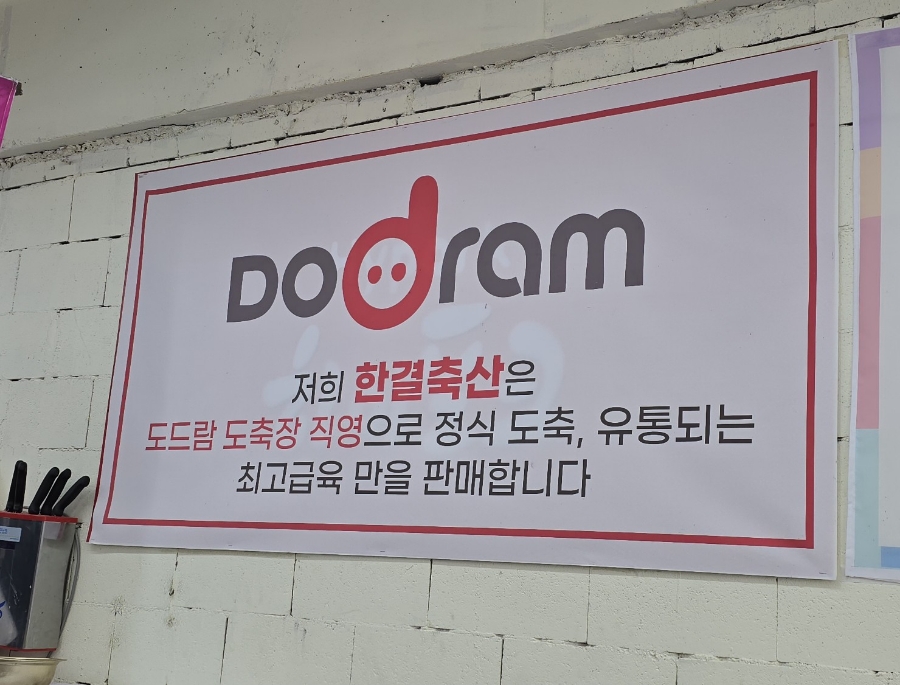 Dodram
저희 한결축산은
도드람 도축장 직영으로 정식 도축, 유통되는
최고급육 만을 판매합니다